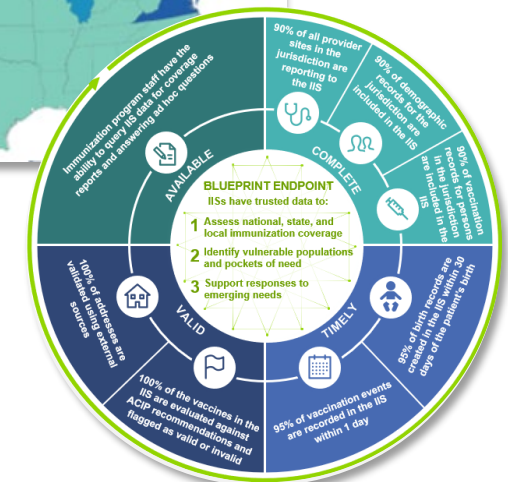 Immunization program staff have the
ability to query IIS data for coverage
reports and answering ad hoc questions
AVAILABLE
90% of all provider
sites in the
jurisdiction are
reporting to
the IIS
90% of demographic
records for the
jurisdiction are
included in the IIS
90% of vaccination
records for persons
in the jurisdiction
are included in the
IIS
COMPLETE
BLUEPRINT ENDPOINT
IISs have trusted data to:
1 Assess national, state, and
local immunization coverage
2 Identify vulnerable populations
and pockets of need
3 Support responses to
emerging needs
95% of birth records are
created in the IIS within 30
days of the patient's birth
95% of vaccination events
are recorded in the IIS
within 1 day
TIMELY
100% of the vaccines in the
IIS are evaluated against
ACIP recommendations and
flagged as valid or invalid
100% of addresses are
validated using external
sources
VALID